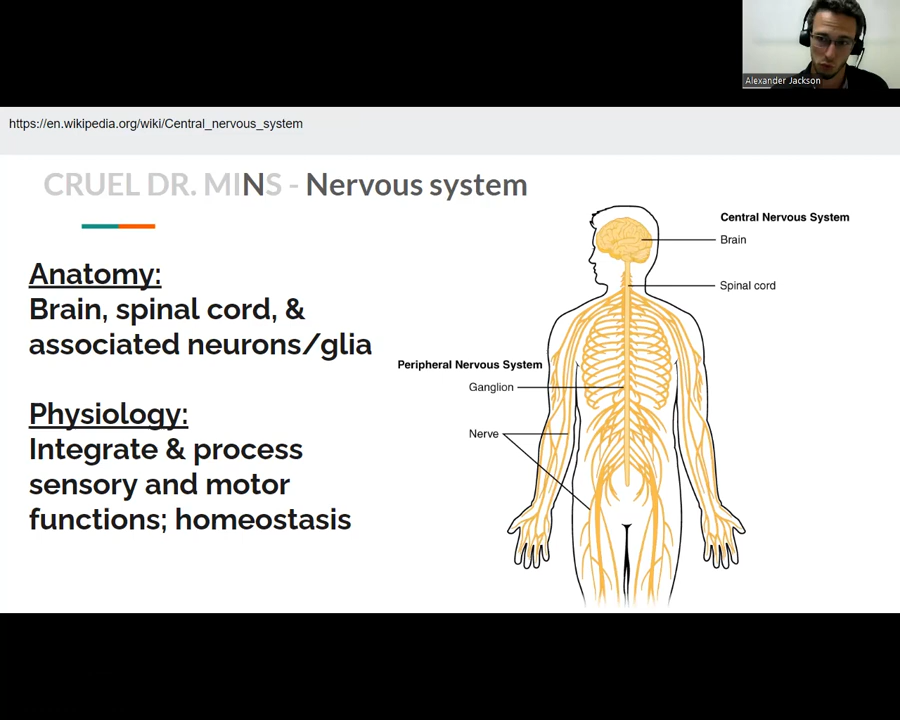 Alexander Jackson
https://en.wikipedia.org/wiki/Central_nervous_system
CRUEL DR. MINS - Nervous system
Anatomy:
Brain, spinal cord, &
associated neurons/glia
Physiology:
Integrate & process
sensory and motor
functions; homeostasis
Central Nervous System
Brain
Spinal cord
Peripheral Nervous System
Ganglion
Nerve